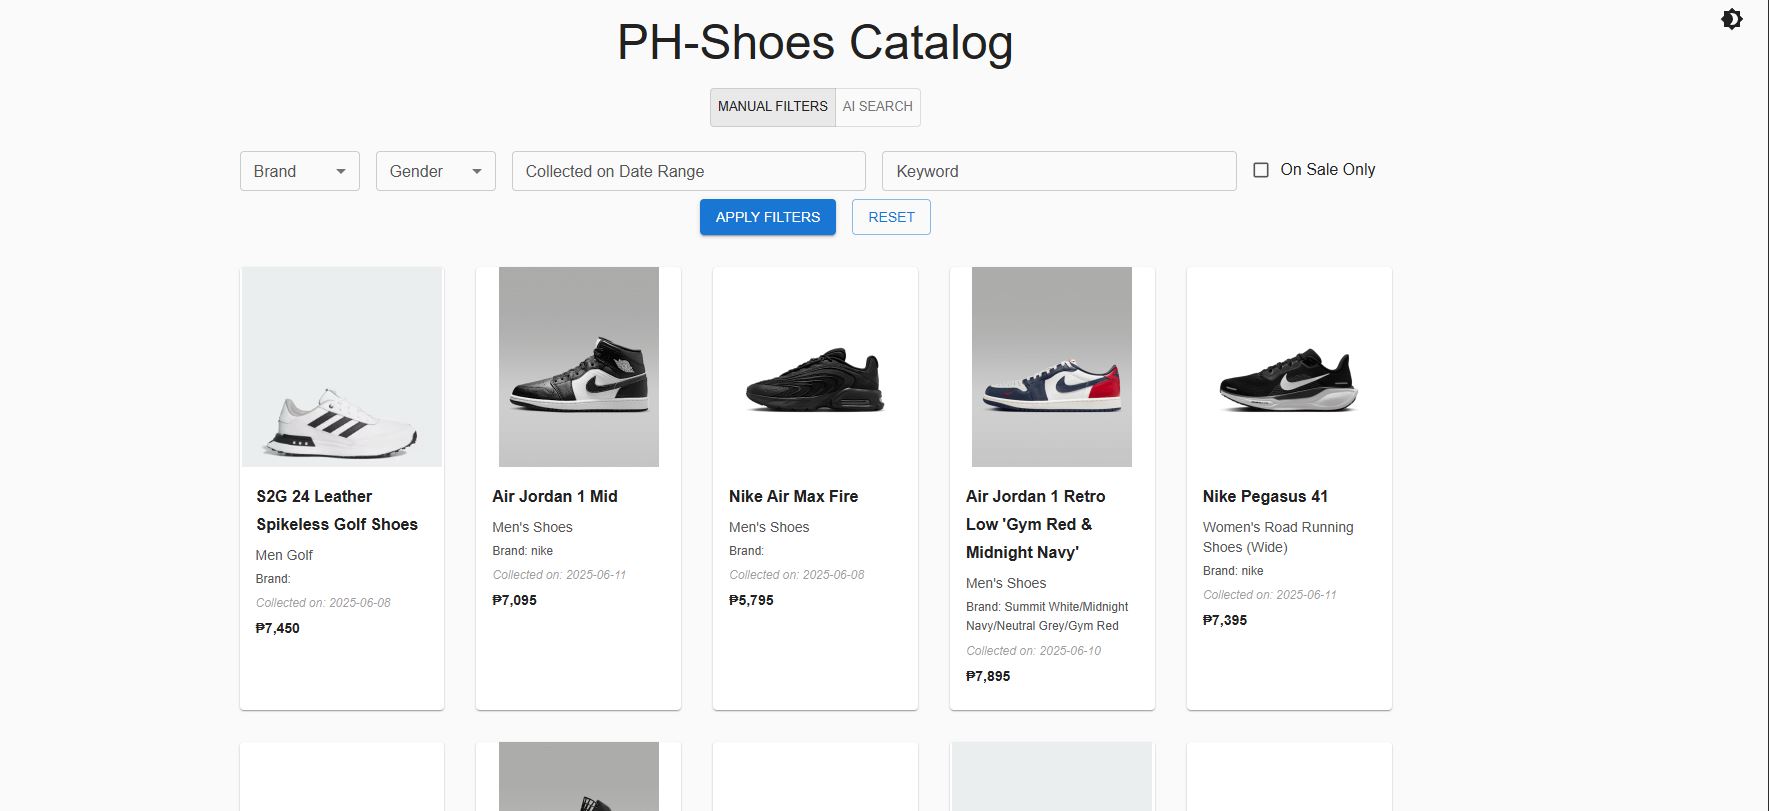 PH-Shoes Catalog
MANUAL FILTERS
AI SEARCH
Brand
Gender
Collected on Date Range
Keyword
On Sale Only
APPLY FILTERS
RESET
S2G 24 Leather
Spikeless Golf Shoes
Men Golf
Brand:
Collected on: 2025-06-08
₱7,450
Air Jordan 1 Mid
Men's Shoes
Brand: nike
Collected on: 2025-06-11
₱7,095
Nike Air Max Fire
Men's Shoes
Brand:
Collected on: 2025-06-08
₱5,795
Air Jordan 1 Retro
Low 'Gym Red &
Midnight Navy'
Men's Shoes
Brand: Summit White/Midnight
Navy/Neutral Grey/Gym Red
Collected on: 2025-06-10
₱7,895
Nike Pegasus 41
Women's Road Running
Shoes (Wide)
Brand: nike
Collected on: 2025-06-11
₱7,395